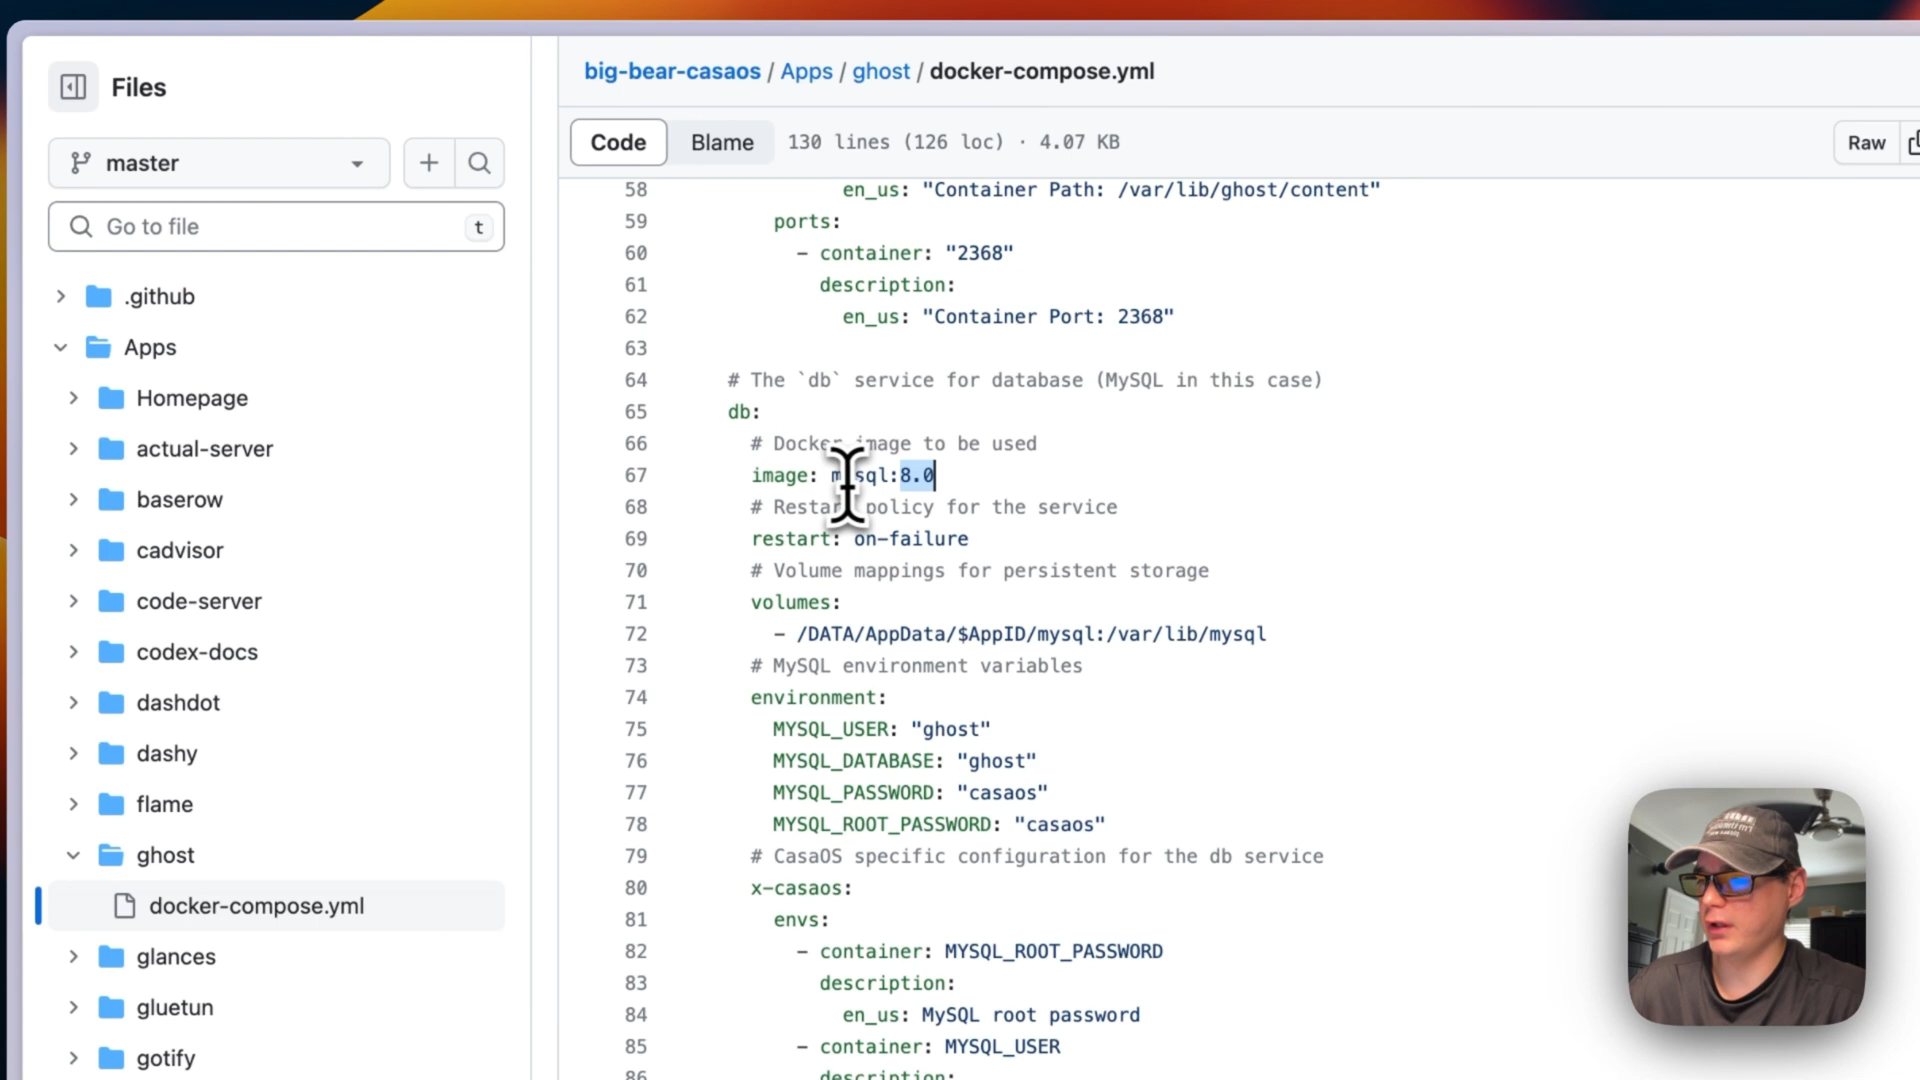 Files
master
Go to file
t
.github
Apps
Homepage
actual-server
baserow
cadvisor
code-server
codex-docs
dashdot
dashy
flame
ghost
docker-compose.yml
glances
gluetun
gotify
big-bear-casaos / Apps / ghost / docker-compose.yml
Code Blame 130 lines (126 loc) · 4.07 KB
Raw
58 en_us: "Container Path: /var/lib/ghost/content"
59 ports:
60 - container: "2368"
61 description:
62 en_us: "Container Port: 2368"
63
64 # The `db` service for database (MySQL in this case)
65 db:
66 # Docker image to be used
67 image: mysql:8.0
68 # Restart policy for the service
69 restart: on-failure
70 # Volume mappings for persistent storage
71 volumes:
72 - /DATA/AppData/$AppID/mysql:/var/lib/mysql
73 # MySQL environment variables
74 environment:
75 MYSQL_USER: "ghost"
76 MYSQL_DATABASE: "ghost"
77 MYSQL_PASSWORD: "casaos"
78 MYSQL_ROOT_PASSWORD: "casaos"
79 # CasaOS specific configuration for the db service
80 x-casaos:
81 envs:
82 - container: MYSQL_ROOT_PASSWORD
83 description:
84 en_us: MySQL root password
85 - container: MYSQL_USER
86 description: